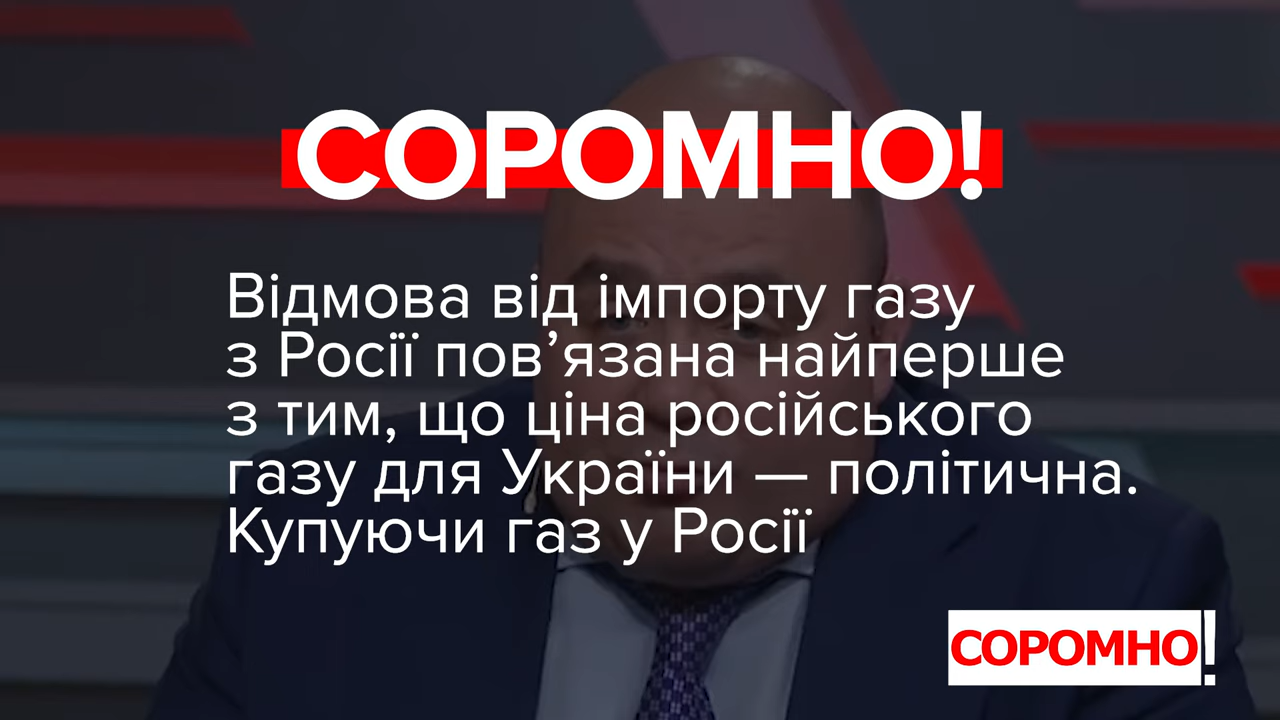 СОРОМНО!
Відмова від імпорту газу
з Росії пов’язана найперше
з тим, що ціна російського
газу для України — політична.
Купуючи газ у Росії
СОРОМНО!